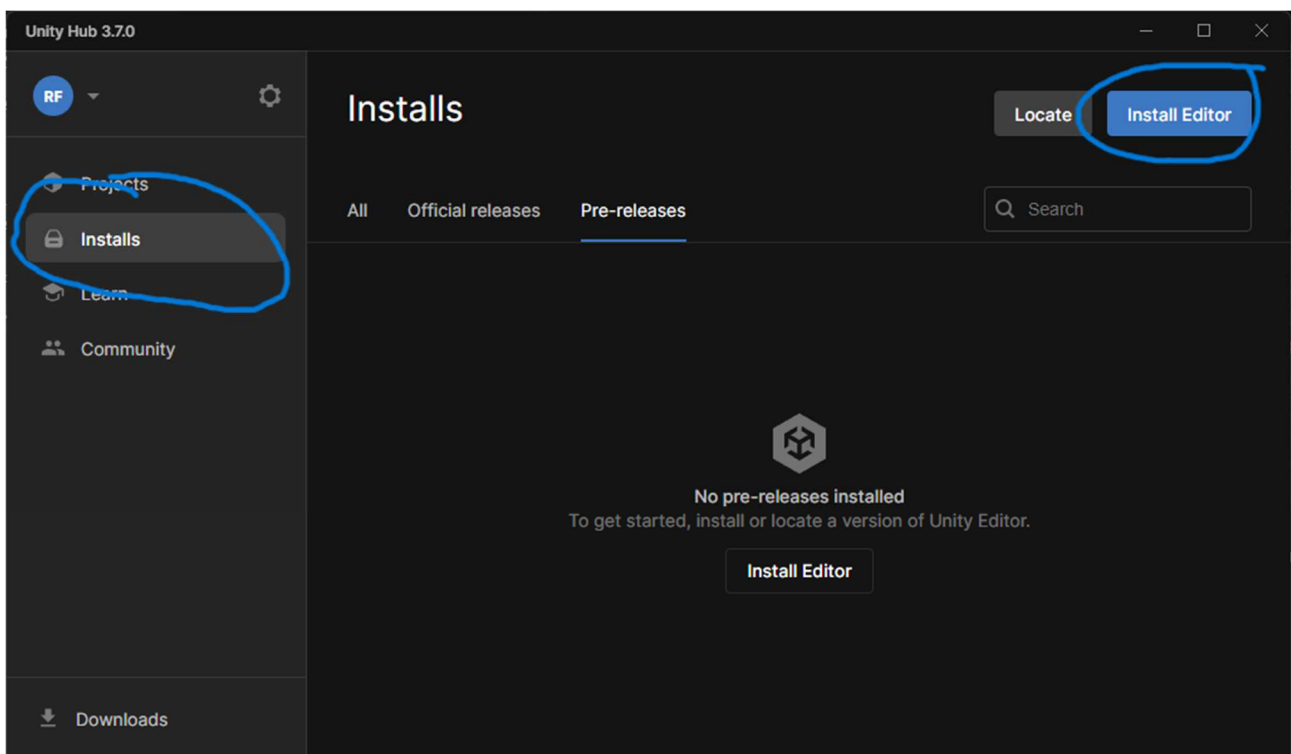 Unity Hub 3.7.0
RF
Installs
Locate
Install Editor
Projects
Installs
Learn
Community
All
Official releases
Pre-releases
Search
No pre-releases installed
To get started, install or locate a version of Unity Editor.
Install Editor
Downloads